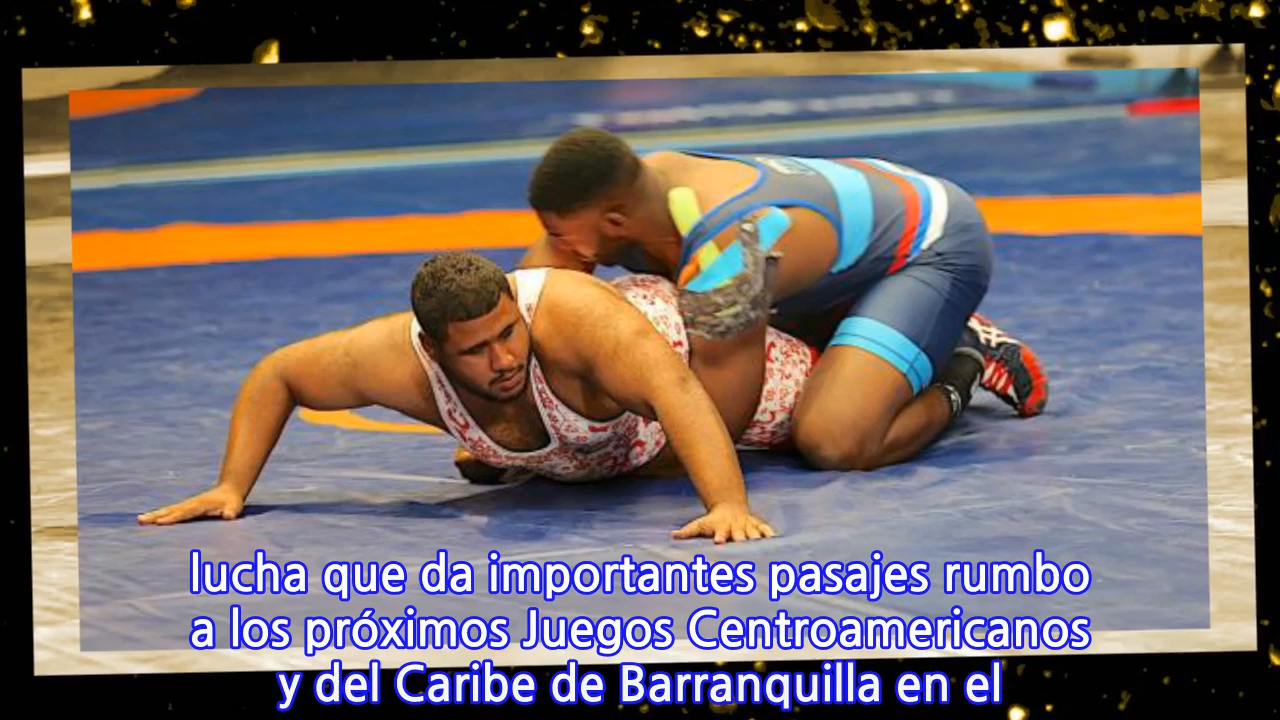 lucha que da importantes pasajes rumbo
a los próximos Juegos Centroamericanos
y del Caribe de Barranquilla en el